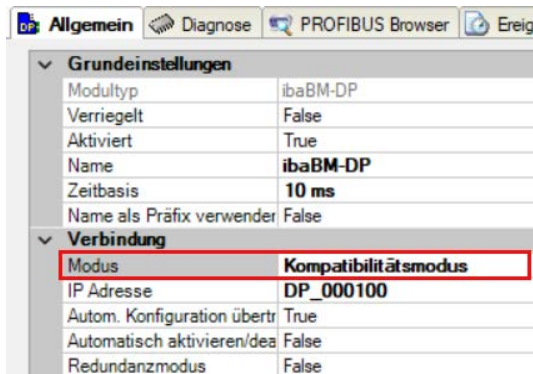 DP Allgemein Diagnose PROFIBUS Browser Ereig
Grundeinstellungen
Modultyp ibaBM-DP
Verriegelt False
Aktiviert True
Name ibaBM-DP
Zeitbasis 10 ms
Name als Präfix verwender False
Verbindung
Modus Kompatibilitätsmodus
IP Adresse DP_000100
Autom. Konfiguration übertr True
Automatisch aktivieren/dea False
Redundanzmodus False